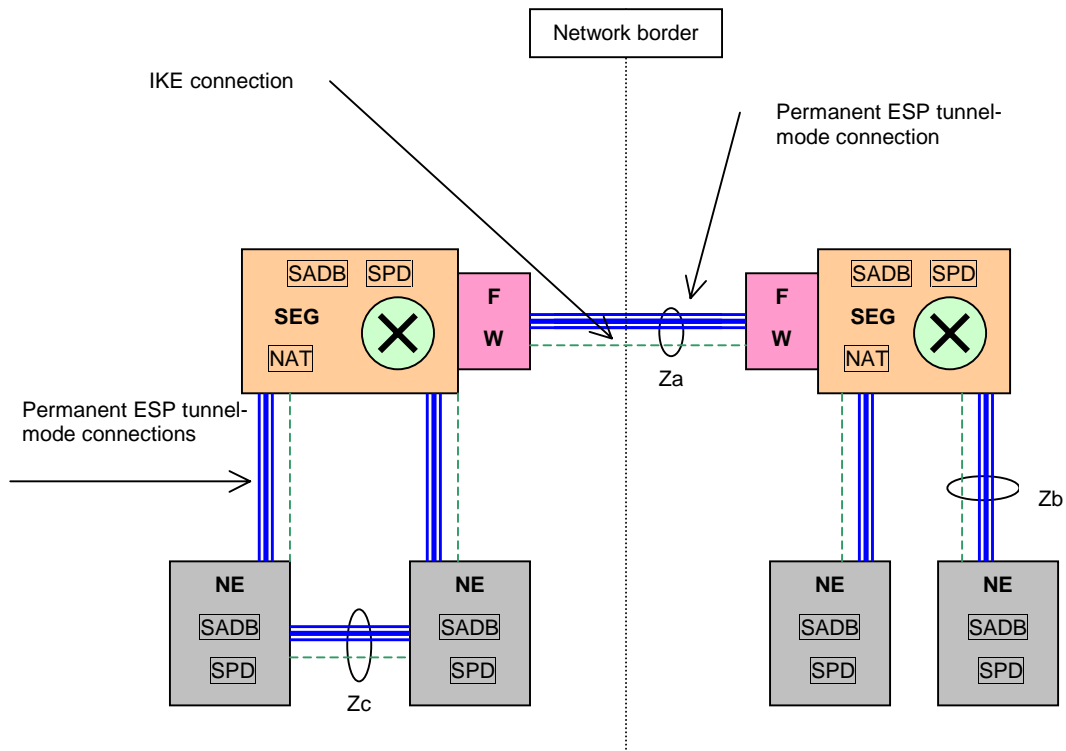 Network border
IKE connection
Permanent ESP tunnel-
mode connection
SADB SPD
SEG
NAT
F
W
Za
F
W
SADB SPD
SEG
NAT
Permanent ESP tunnel-
mode connections
Zb
NE
SADB
SPD
Zc
NE
SADB
SPD
NE
SADB
SPD
NE
SADB
SPD